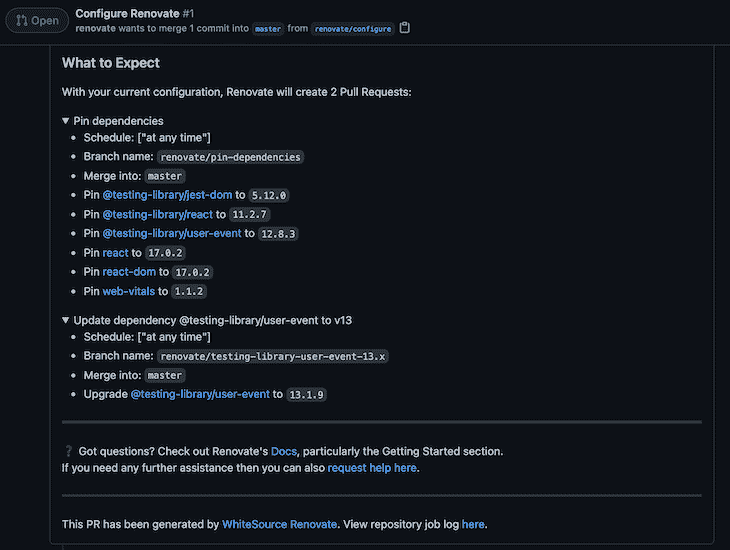 Open
Configure Renovate #1
renovate wants to merge 1 commit into master from renovate/configure
What to Expect
With your current configuration, Renovate will create 2 Pull Requests:
▼ Pin dependencies
• Schedule: ["at any time"]
• Branch name: renovate/pin-dependencies
• Merge into: master
• Pin @testing-library/jest-dom to 5.12.0
• Pin @testing-library/react to 11.2.7
• Pin @testing-library/user-event to 12.8.3
• Pin react to 17.0.2
• Pin react-dom to 17.0.2
• Pin web-vitals to 1.1.2
▼ Update dependency @testing-library/user-event to v13
• Schedule: ["at any time"]
• Branch name: renovate/testing-library-user-event-13.x
• Merge into: master
• Upgrade @testing-library/user-event to 13.1.9
❓ Got questions? Check out Renovate's Docs, particularly the Getting Started section.
If you need any further assistance then you can also request help here.
This PR has been generated by WhiteSource Renovate. View repository job log here.